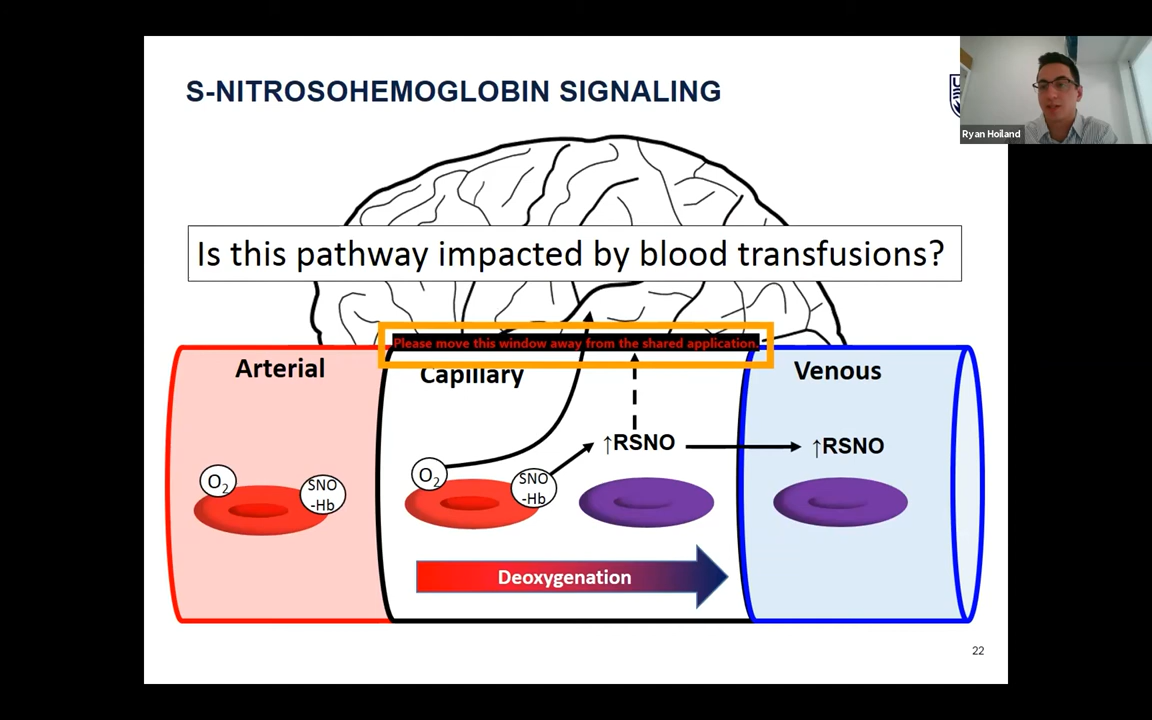 S-NITROSOHEMOGLOBIN SIGNALING
Ryan Hoiland
Is this pathway impacted by blood transfusions?
Please move this window away from the shared application.
Arterial
Capillary
Venous
↑RSNO
↑RSNO
O2
SNO
-Hb
O2
SNO
-Hb
Deoxygenation
22